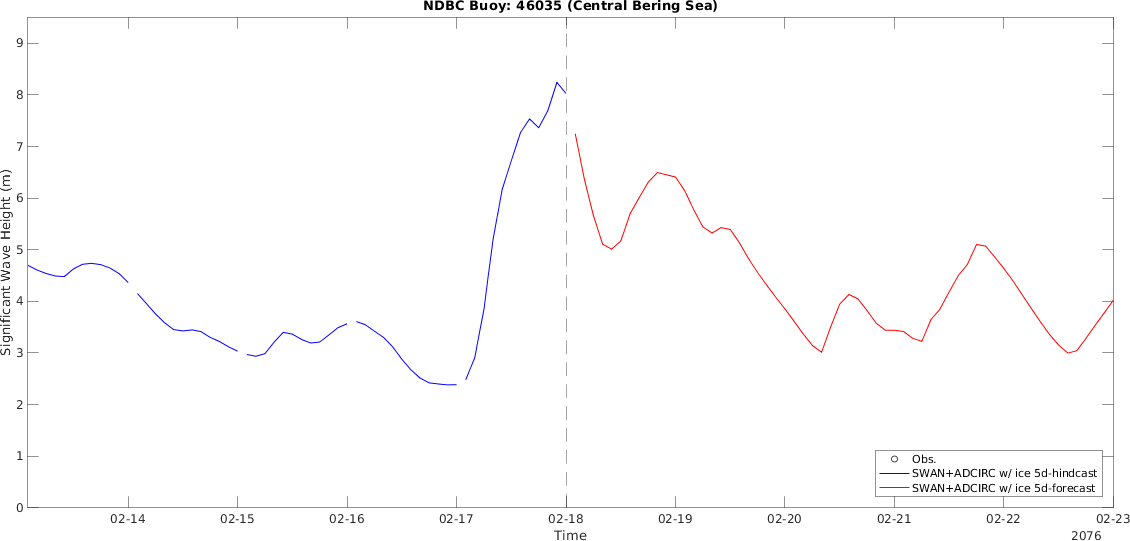 NDBC Buoy: 46035 (Central Bering Sea)
Significant Wave Height (m)
9
8
7
6
5
4
3
2
1
0
Obs.
SWAN+ADCIRC w/ ice 5d-hindcast
SWAN+ADCIRC w/ ice 5d-forecast
02-14 02-15 02-16 02-17 02-18 02-19 02-20 02-21 02-22 02-23
Time
2076